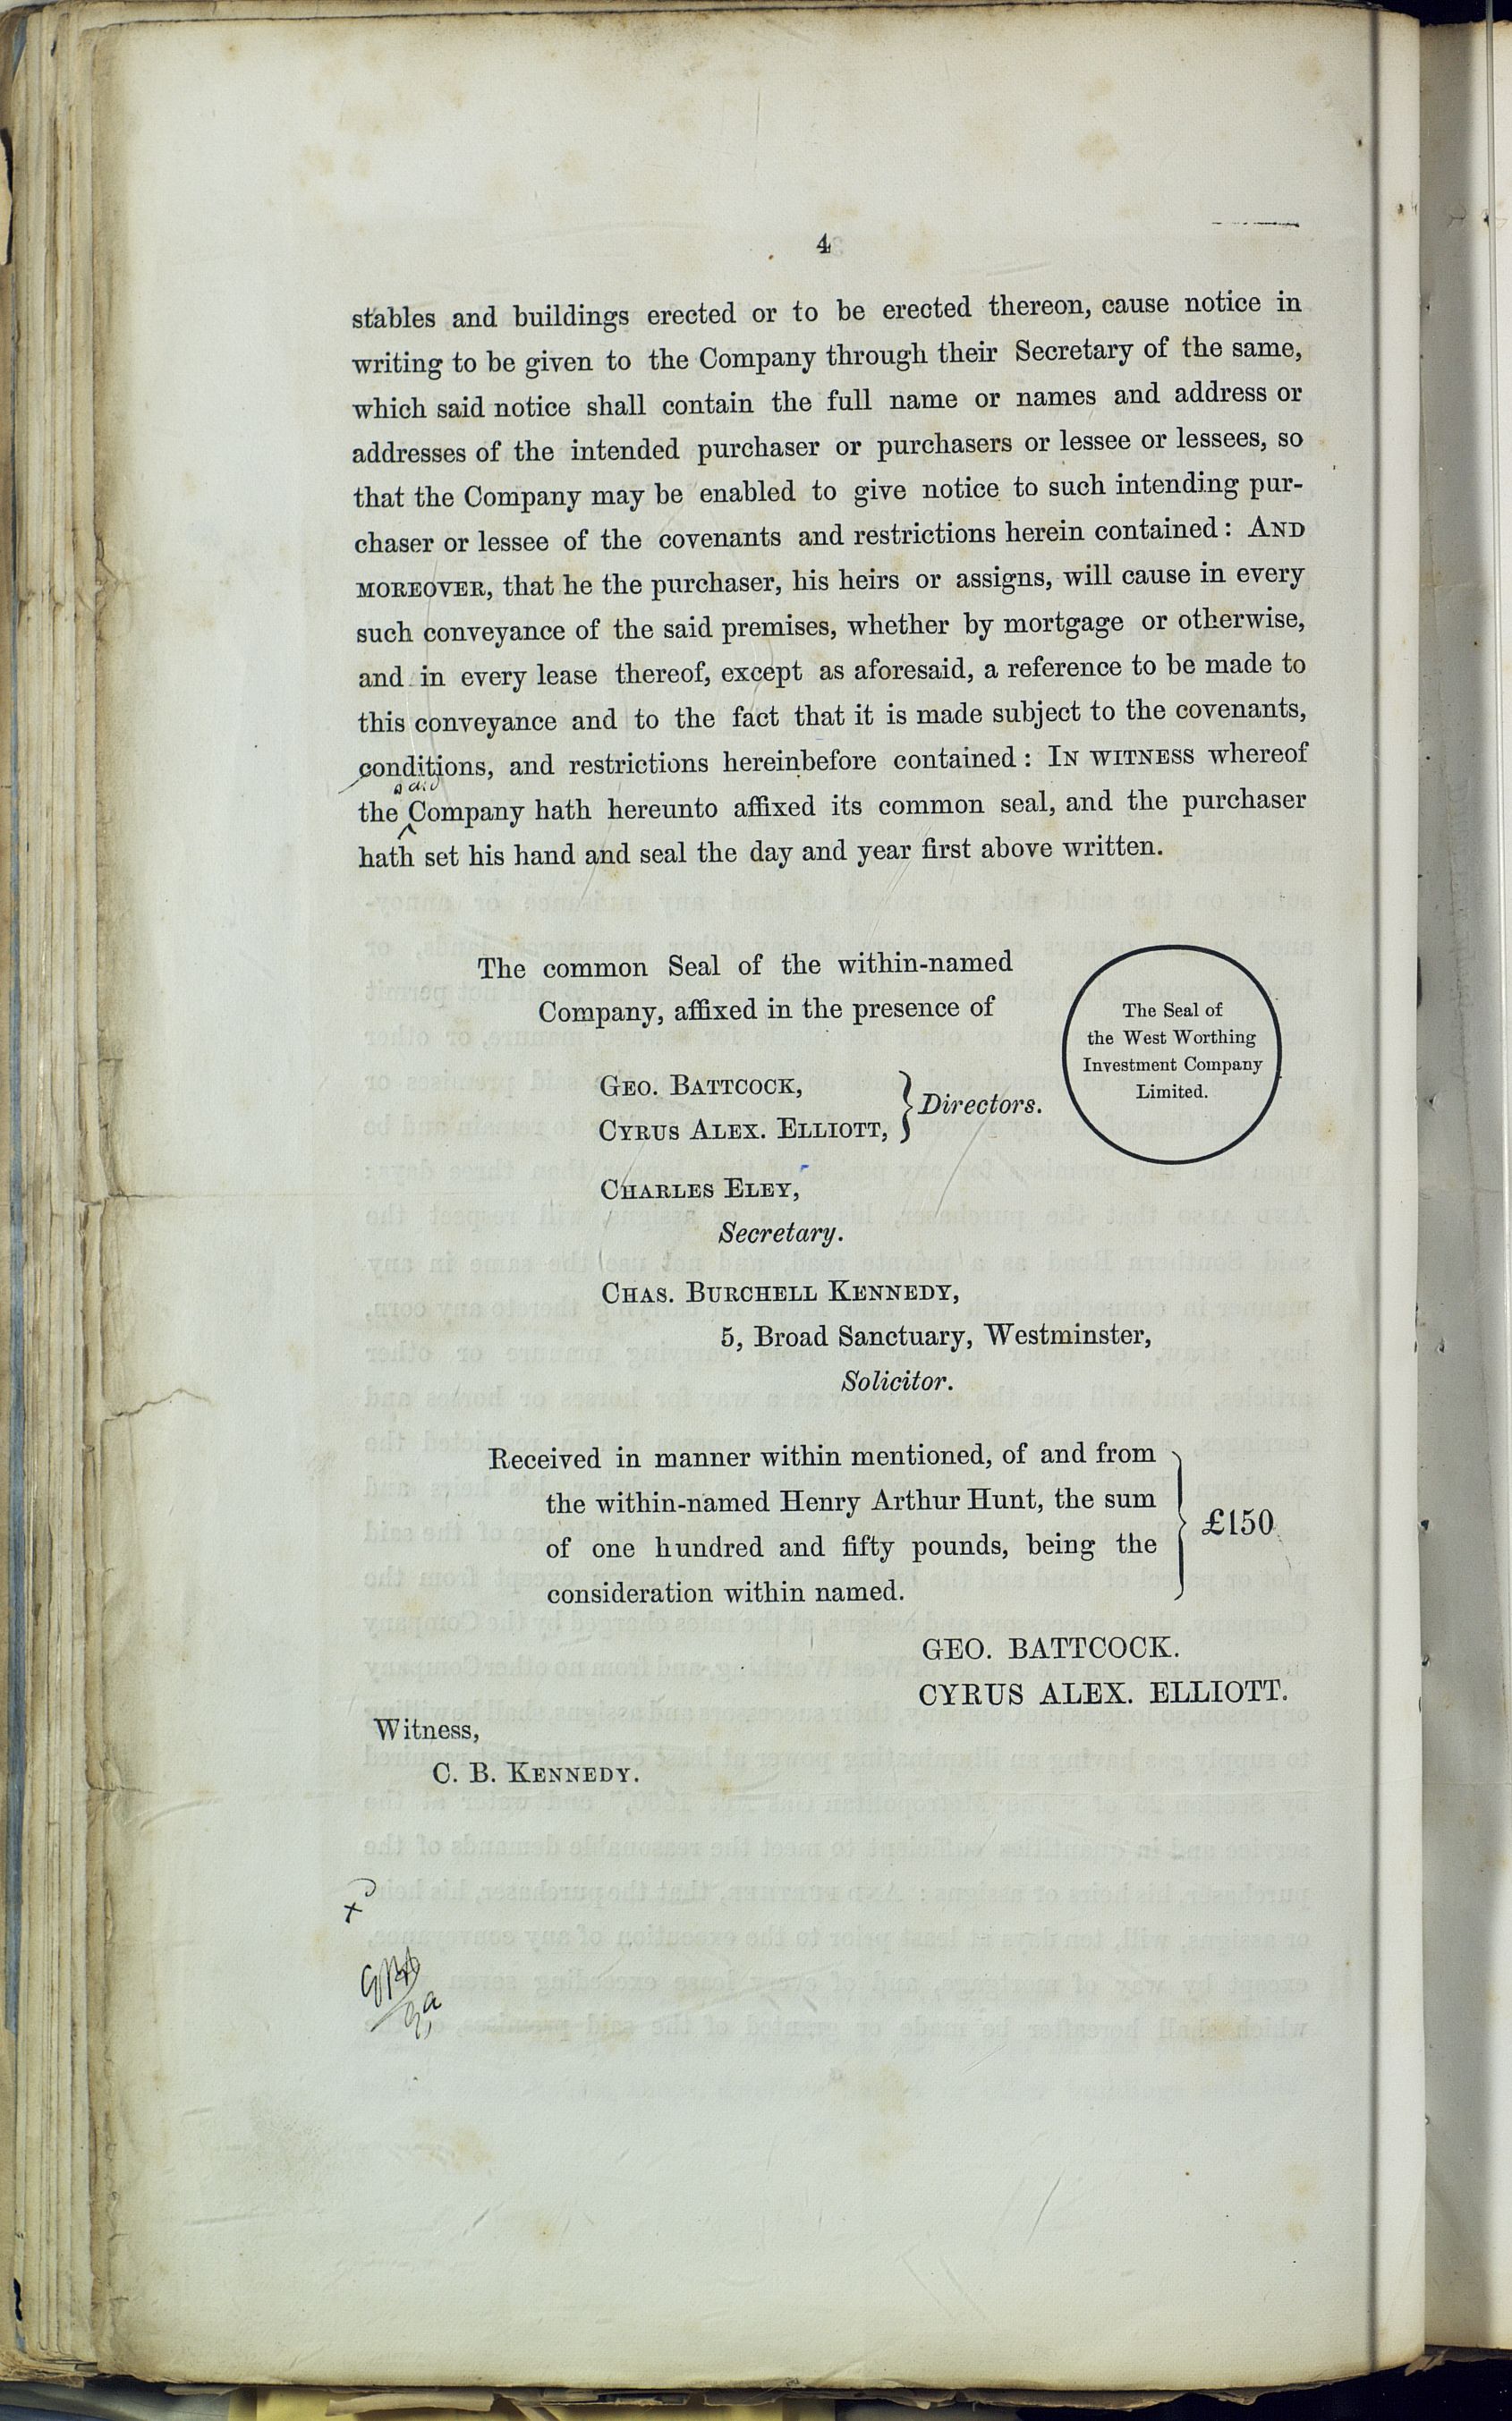 4
stables and buildings erected or to be erected thereon, cause notice in
writing to be given to the Company through their Secretary of the same,
which said notice shall contain the full name or names and address or
addresses of the intended purchaser or purchasers or lessee or lessees, so
that the Company may be enabled to give notice to such intending pur-
chaser or lessee of the covenants and restrictions herein contained: AND
MOREOVER, that he the purchaser, his heirs or assigns, will cause in every
such conveyance of the said premises, whether by mortgage or otherwise,
and in every lease thereof, except as aforesaid, a reference to be made to
this conveyance and to the fact that it is made subject to the covenants,
conditions, and restrictions hereinbefore contained: IN WITNESS whereof
said
the Company hath hereunto affixed its common seal, and the purchaser
hath set his hand and seal the day and year first above written.
The common Seal of the within-named
Company, affixed in the presence of
The Seal of
the West Worthing
Investment Company
Limited.
GEO. BATTCOCK,
CYRUS ALEX. ELLIOTT,
Directors.
CHARLES ELEY,
Secretary.
CHAS. BURCHELL KENNEDY,
5, Broad Sanctuary, Westminster,
Solicitor.
Received in manner within mentioned, of and from
the within-named Henry Arthur Hunt, the sum
of one hundred and fifty pounds, being the
consideration within named.
£150
GEO. BATTCOCK.
CYRUS ALEX. ELLIOTT.
Witness,
C. B. KENNEDY.